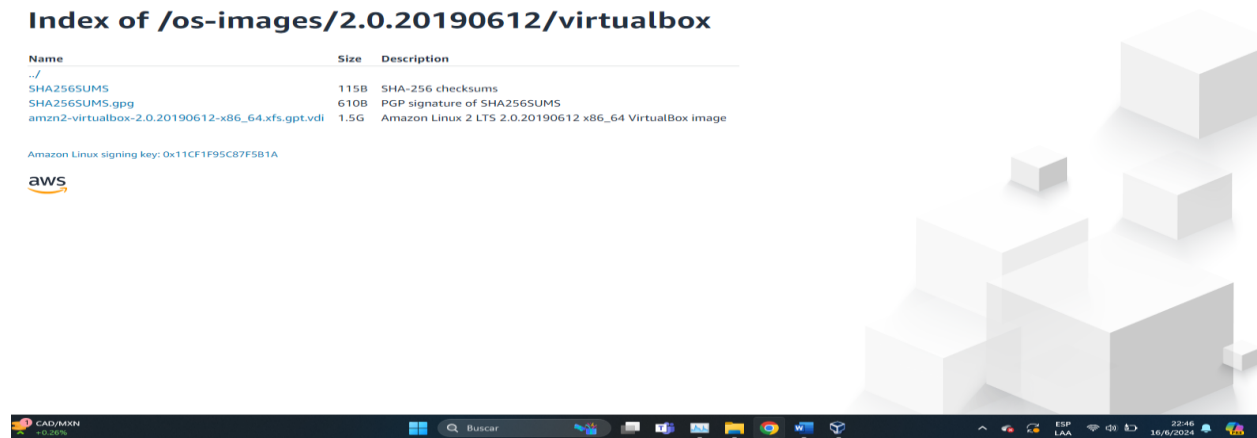 Index of /os-images/2.0.20190612/virtualbox
Name Size Description
../
SHA256SUMS 115B SHA-256 checksums
SHA256SUMS.gpg 610B PGP signature of SHA256SUMS
amzn2-virtualbox-2.0.20190612-x86_64.xfs.gpt.vdi 1.5G Amazon Linux 2 LTS 2.0.20190612 x86_64 VirtualBox image
Amazon Linux signing key: 0x11CF1F95C87F5B1A
aws
1 CAD/MXN
+0.26%
Buscar
ESP
LAA
22:46
16/6/2024